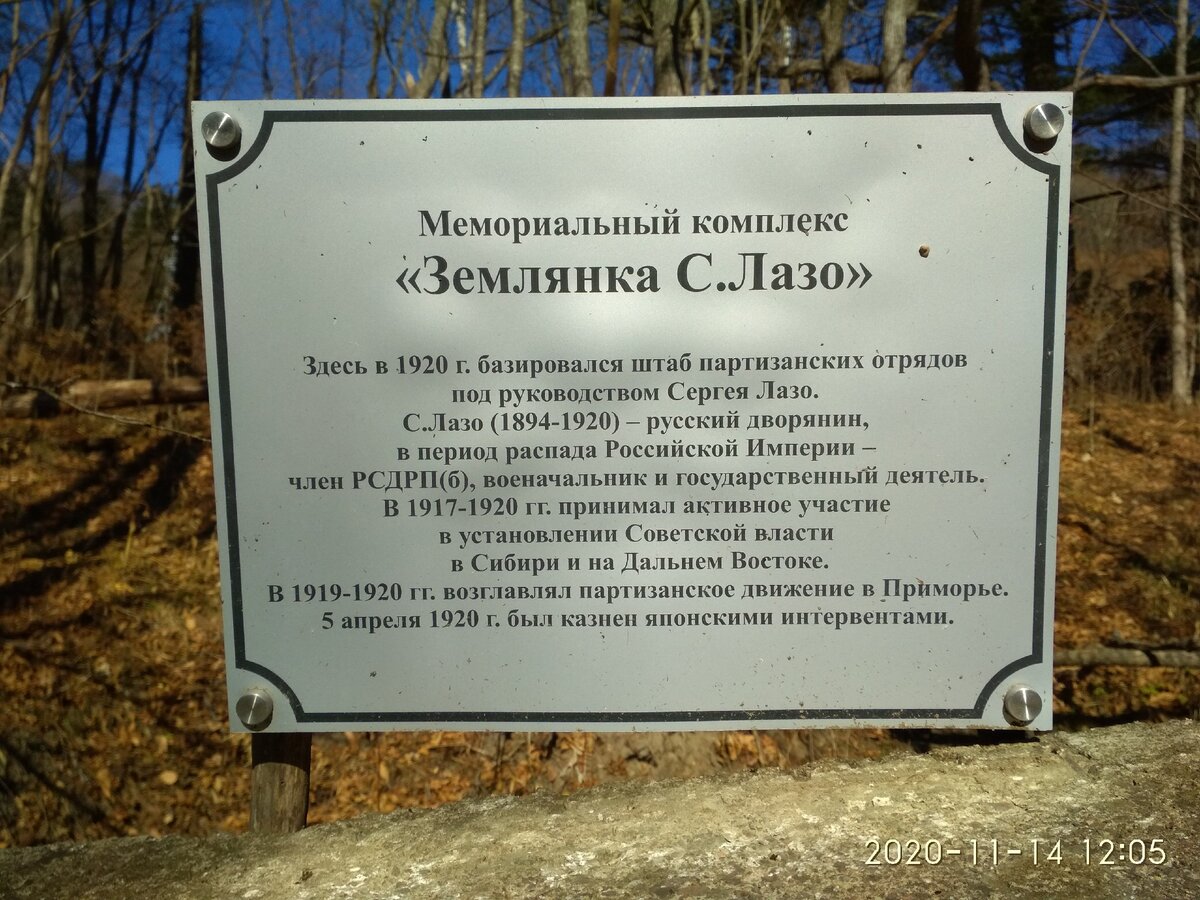 Мемориальный комплекс
«Землянка С.Лазо»
Здесь в 1920 г. базировался штаб партизанских отрядов
под руководством Сергея Лазо.
С.Лазо (1894-1920) – русский дворянин,
в период распада Российской Империи –
член РСДРП(б), военачальник и государственный деятель.
В 1917-1920 гг. принимал активное участие
в установлении Советской власти
в Сибири и на Дальнем Востоке.
В 1919-1920 гг. возглавлял партизанское движение в Приморье.
5 апреля 1920 г. был казнен японскими интервентами.
2020-11-14 12:05